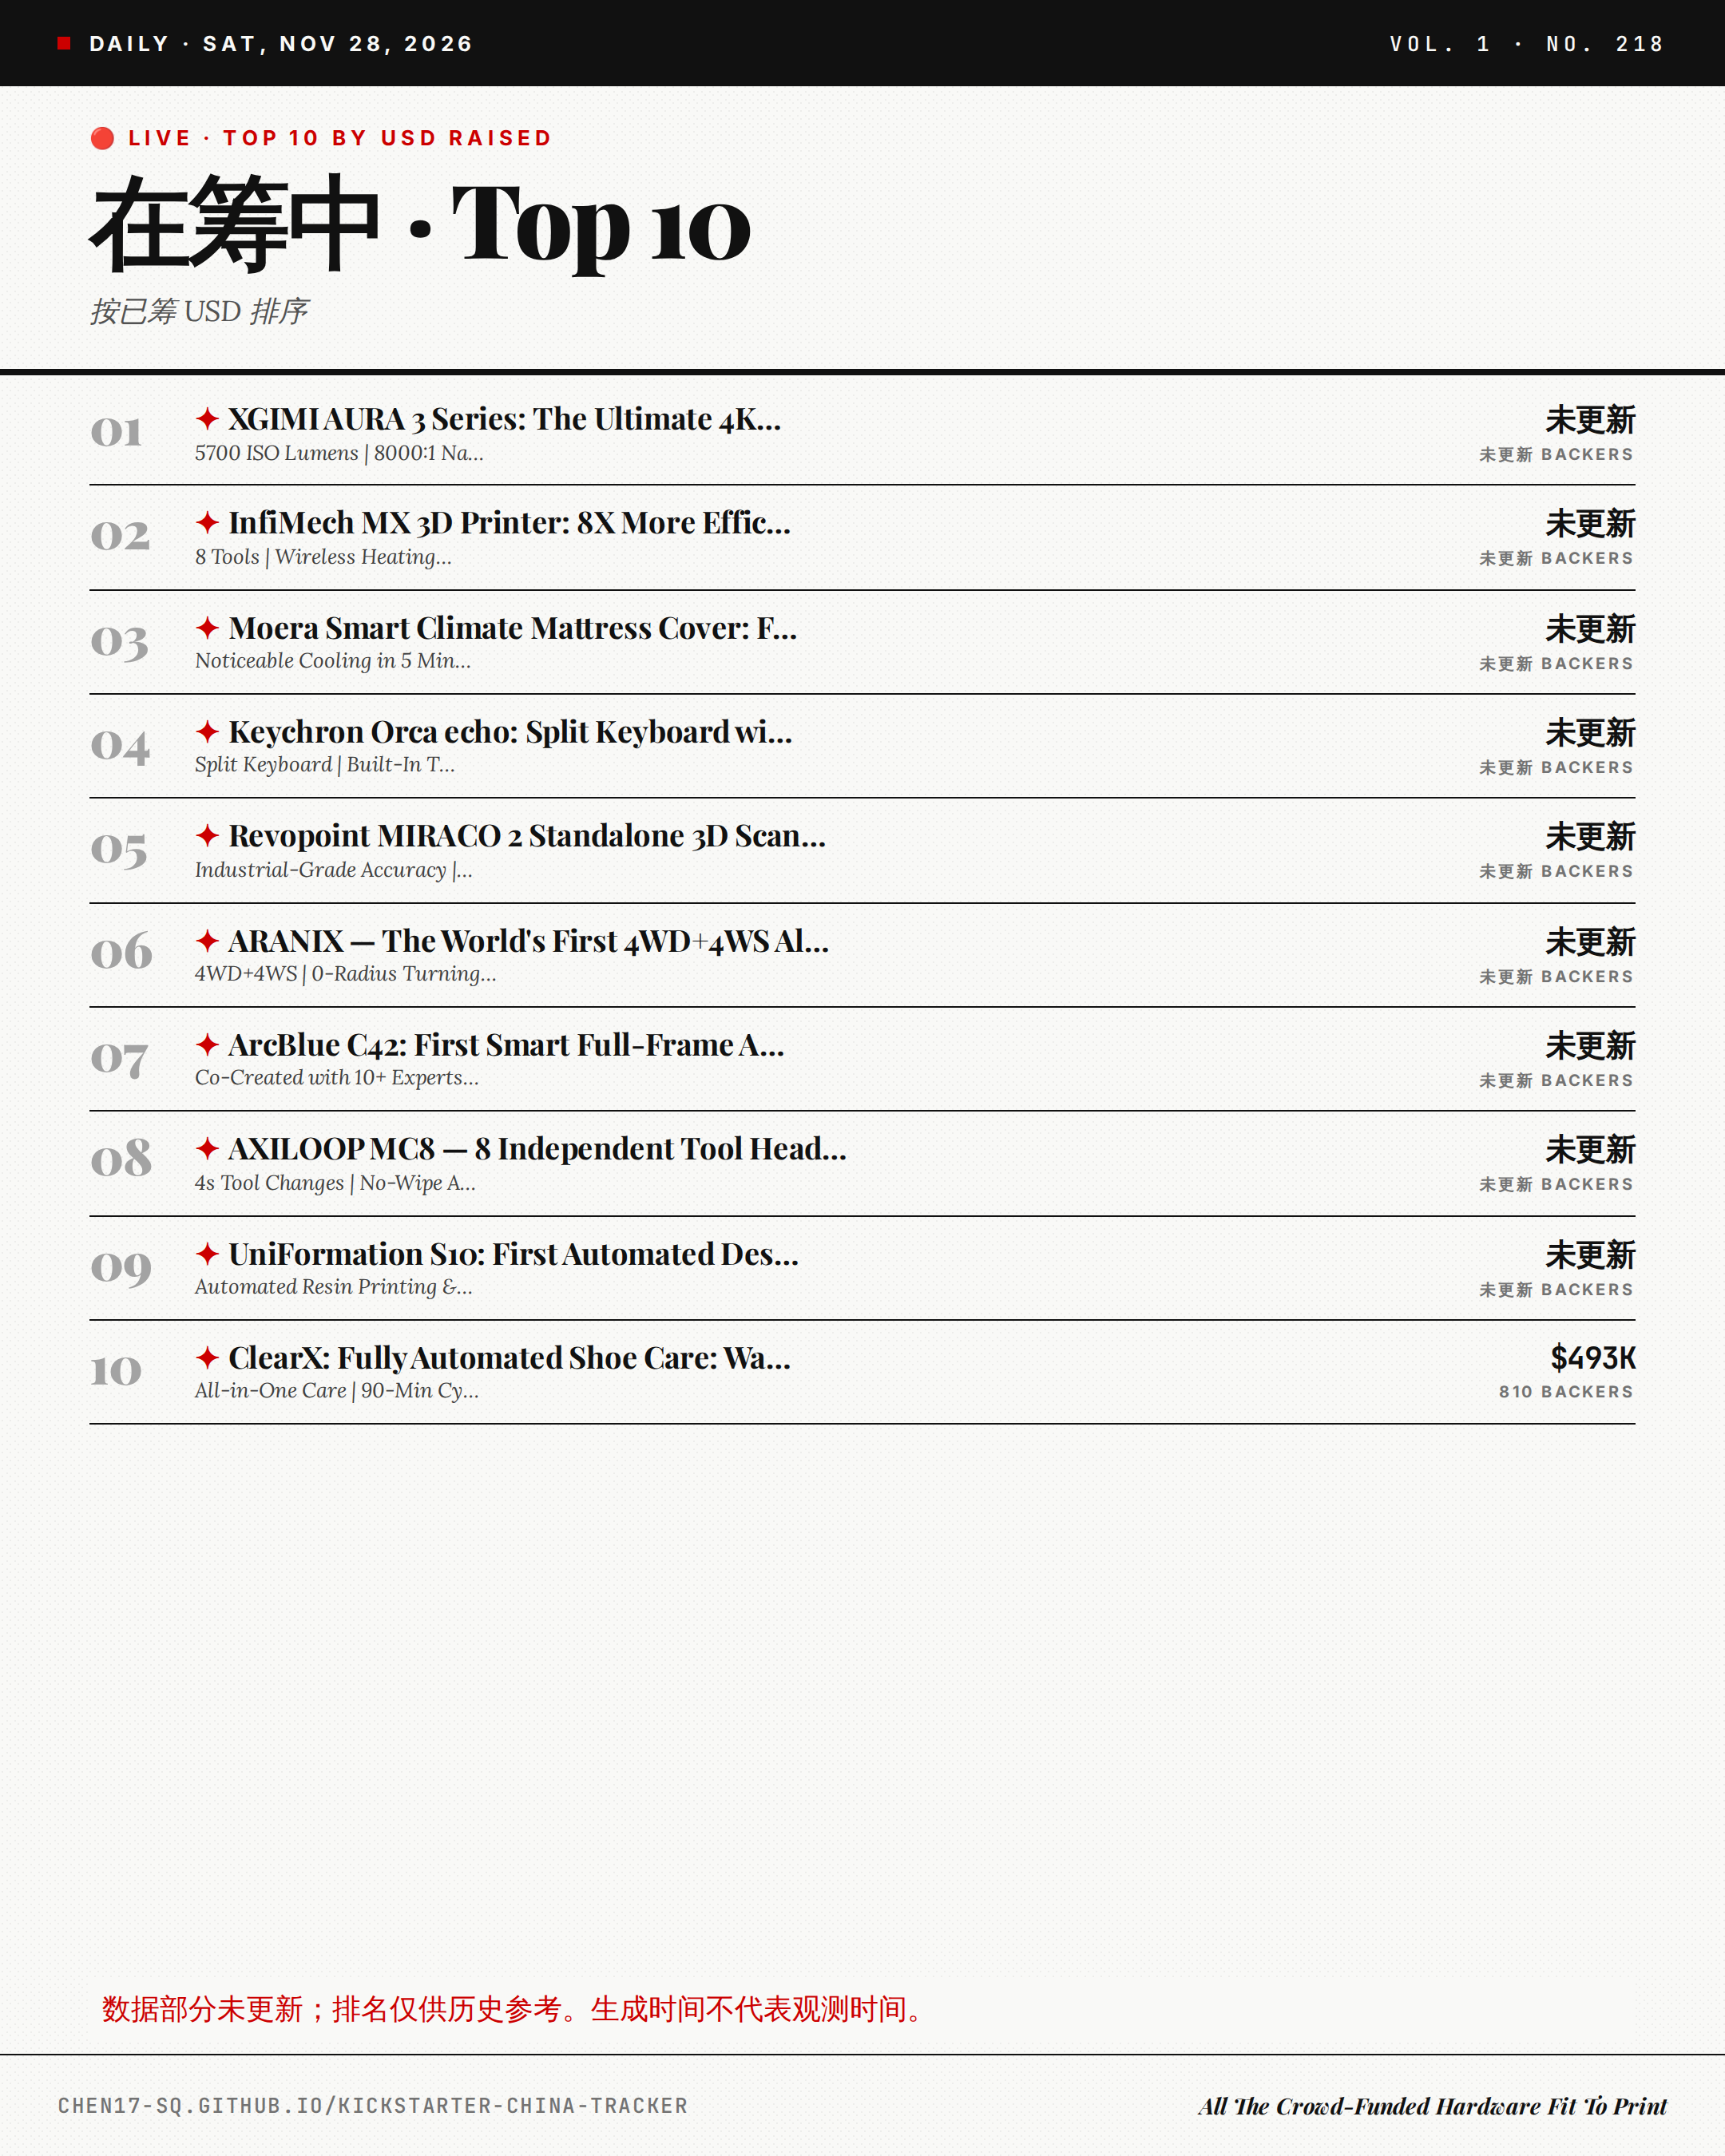 DAILY · SAT, NOV 28, 2026
VOL. 1 · NO. 218
LIVE · TOP 10 BY USD RAISED
在筹中 · Top 10
按已筹 USD 排序
01
✦ XGIMI AURA 3 Series: The Ultimate 4K...
5700 ISO Lumens | 8000:1 Na...
未更新
未更新 BACKERS
02
✦ InfiMech MX 3D Printer: 8X More Effic...
8 Tools | Wireless Heating...
未更新
未更新 BACKERS
03
✦ Moera Smart Climate Mattress Cover: F...
Noticeable Cooling in 5 Min...
未更新
未更新 BACKERS
04
✦ Keychron Orca echo: Split Keyboard wi...
Split Keyboard | Built-In T...
未更新
未更新 BACKERS
05
✦ Revopoint MIRACO 2 Standalone 3D Scan...
Industrial-Grade Accuracy |...
未更新
未更新 BACKERS
06
✦ ARANIX — The World's First 4WD+4WS Al...
4WD+4WS | 0-Radius Turning...
未更新
未更新 BACKERS
07
✦ ArcBlue C42: First Smart Full-Frame A...
Co-Created with 10+ Experts...
未更新
未更新 BACKERS
08
✦ AXILOOP MC8 — 8 Independent Tool Head...
4s Tool Changes | No-Wipe A...
未更新
未更新 BACKERS
09
✦ UniFormation S10: First Automated Des...
Automated Resin Printing &...
未更新
未更新 BACKERS
10
✦ ClearX: Fully Automated Shoe Care: Wa...
All-in-One Care | 90-Min Cy...
$493K
810 BACKERS
数据部分未更新；排名仅供历史参考。生成时间不代表观测时间。
CHEN17-SQ.GITHUB.IO/KICKSTARTER-CHINA-TRACKER
All The Crowd-Funded Hardware Fit To Print